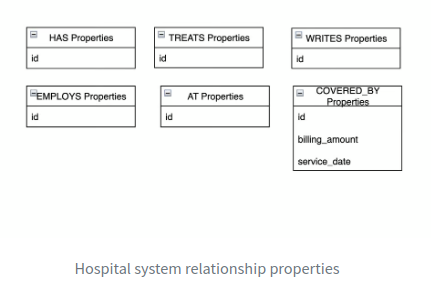 HAS Properties
id
TREATS Properties
id
WRITES Properties
id
EMPLOYS Properties
id
AT Properties
id
COVERED_BY
Properties
id
billing_amount
service_date
Hospital system relationship properties